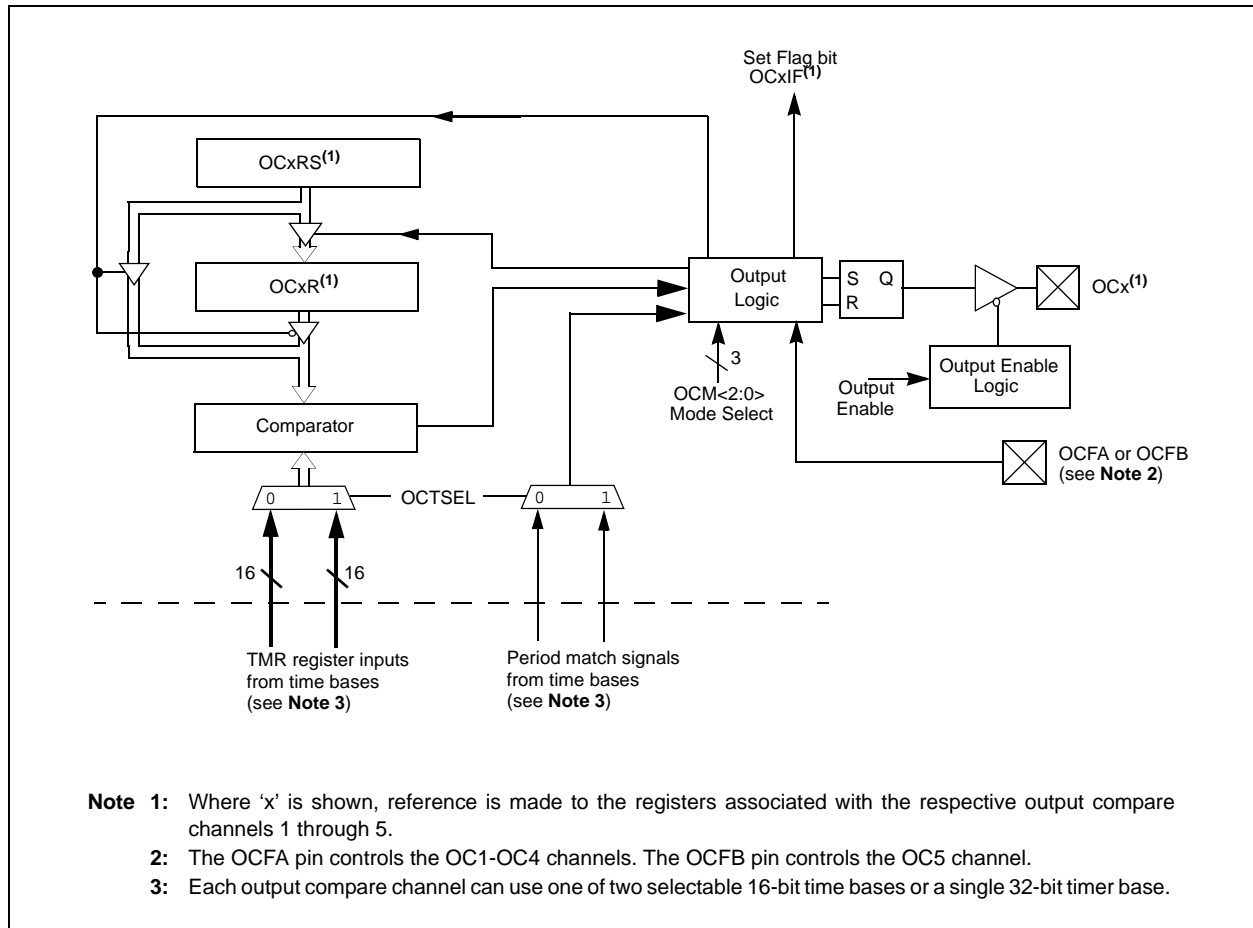 Set Flag bit
OCxIF(1)
OCxRS(1)
OCxR(1)
Output
Logic
S Q
R
OCx(1)
3
OCM<2:0>
Mode Select
Output
Enable
Output Enable
Logic
Comparator
OCFA or OCFB
(see Note 2)
0 1
OCTSEL
0 1
16
16
TMR register inputs
from time bases
(see Note 3)
Period match signals
from time bases
(see Note 3)
Note 1: Where ‘x’ is shown, reference is made to the registers associated with the respective output compare
channels 1 through 5.
2: The OCFA pin controls the OC1-OC4 channels. The OCFB pin controls the OC5 channel.
3: Each output compare channel can use one of two selectable 16-bit time bases or a single 32-bit timer base.